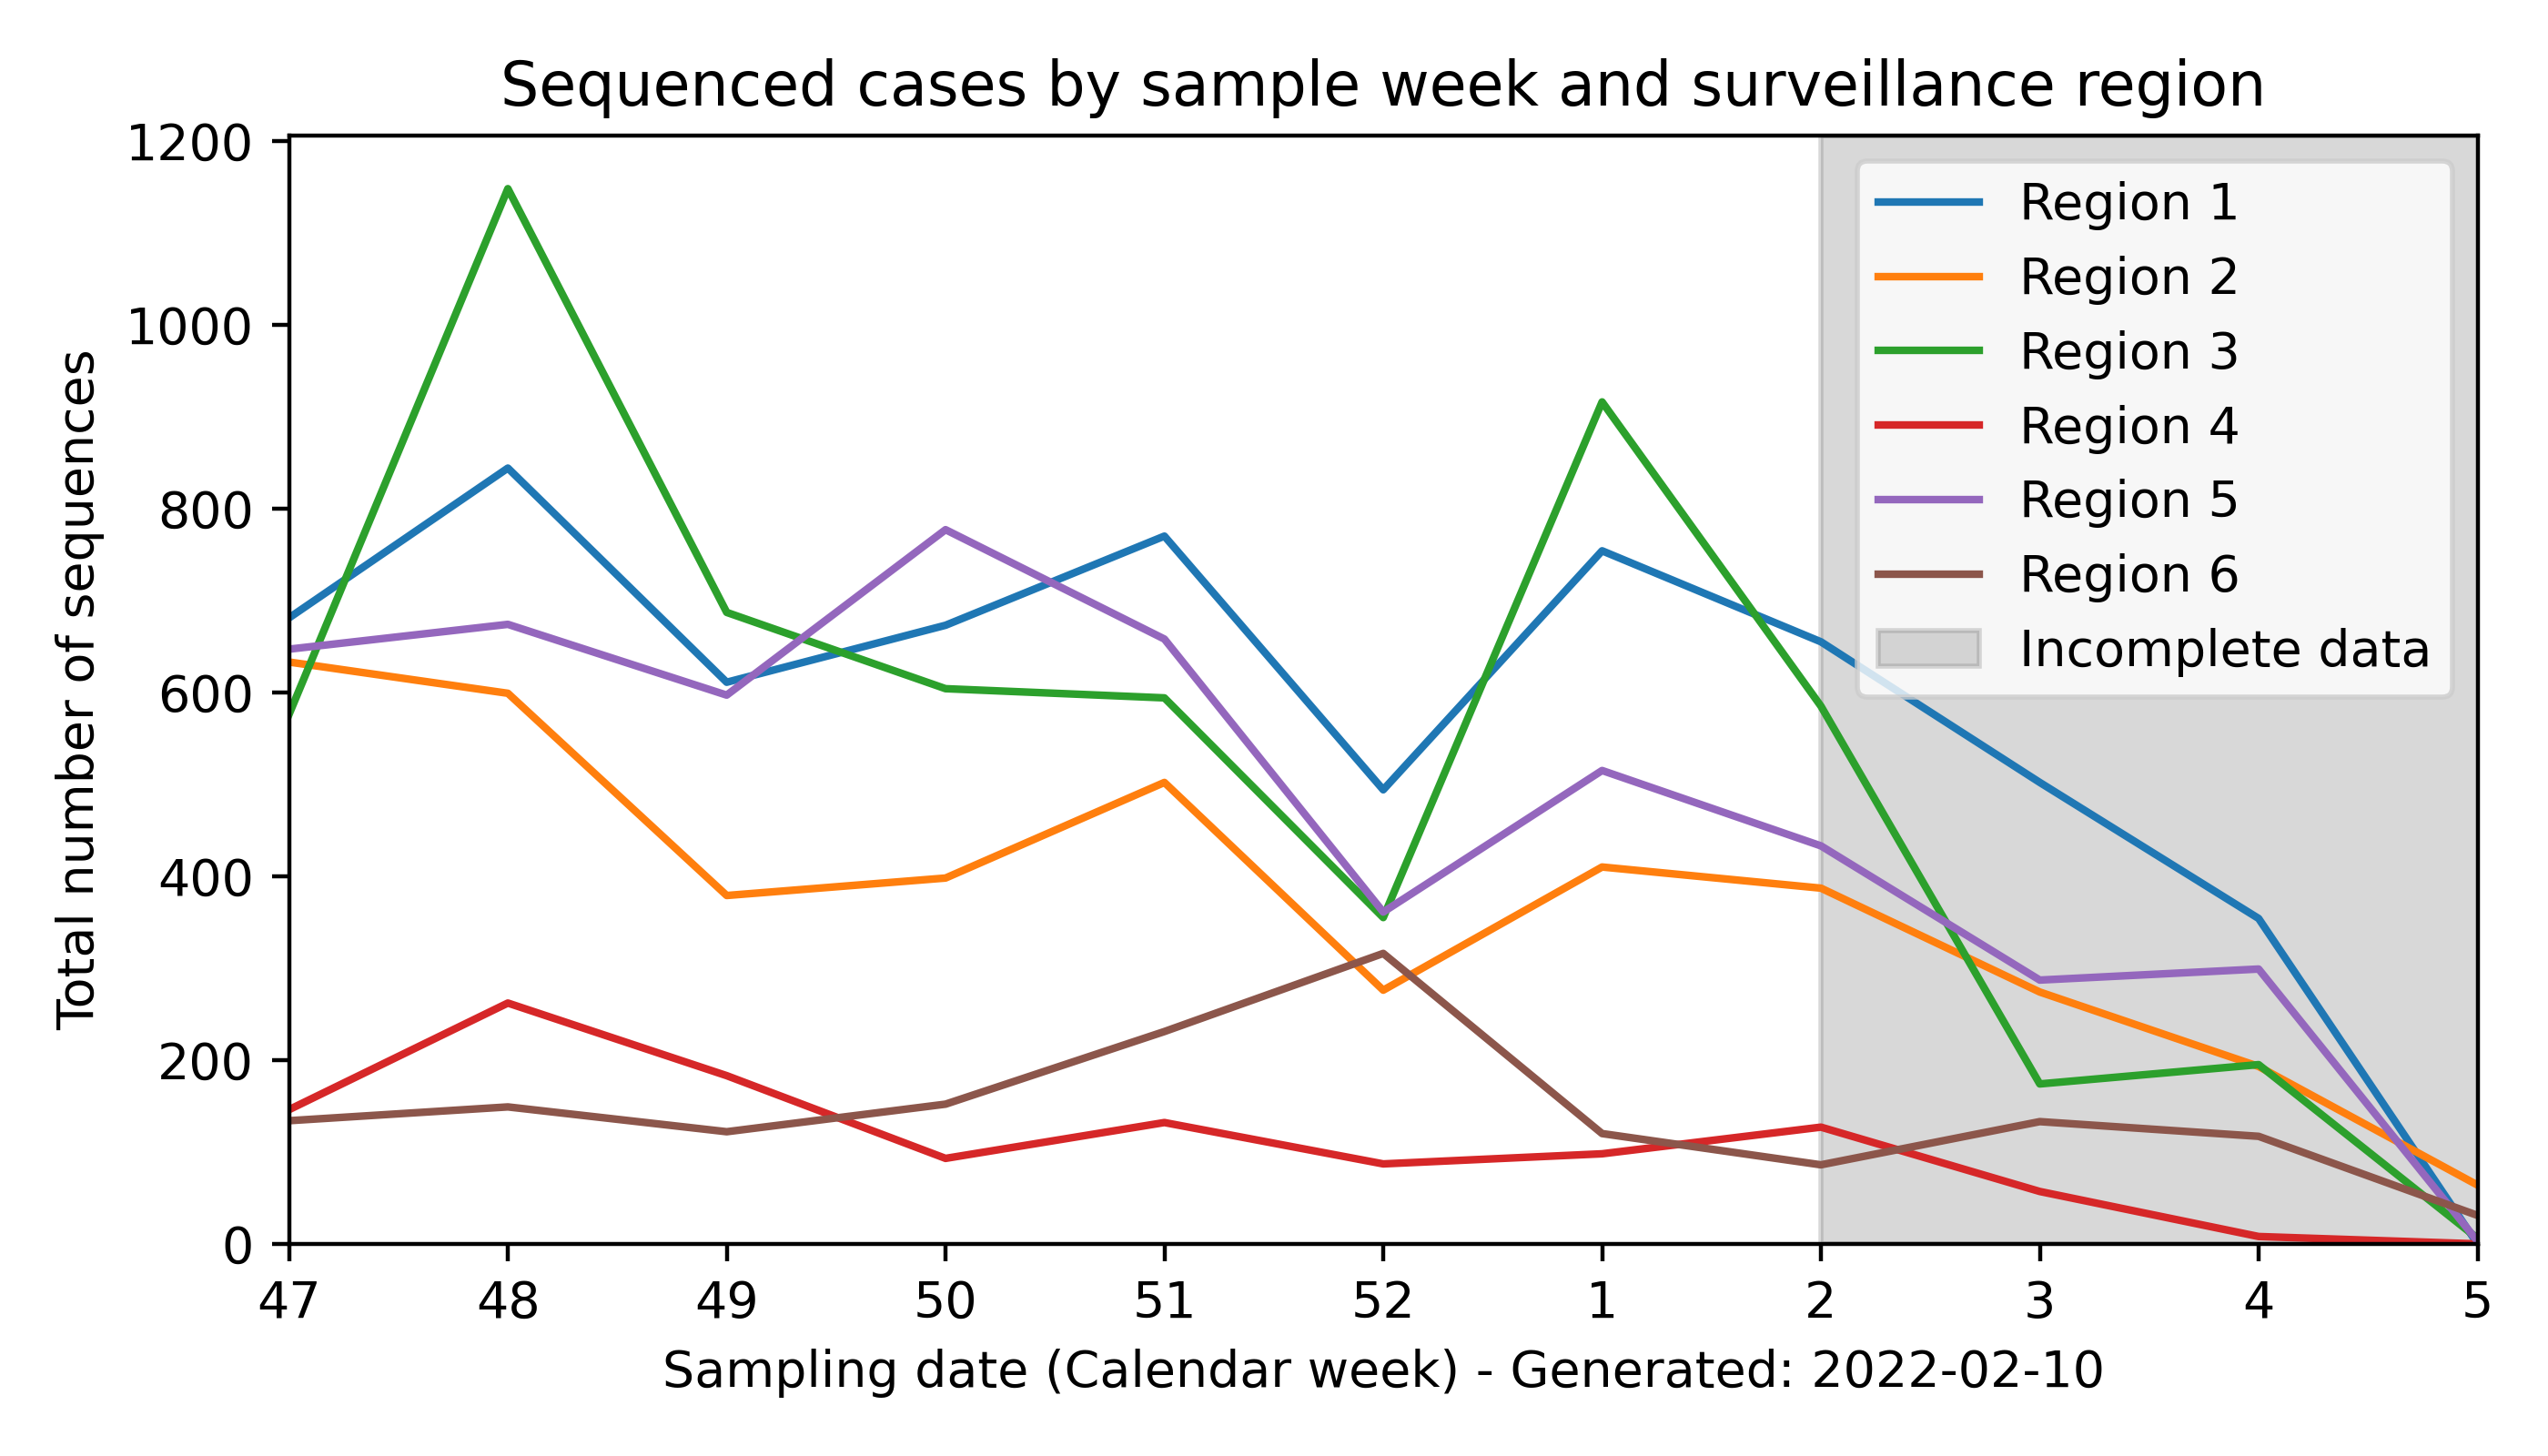 Sequenced cases by sample week and surveillance region
1200
1000
800
600
400
200
0
Total number of sequences
Region 1
Region 2
Region 3
Region 4
Region 5
Region 6
Incomplete data
47 48 49 50 51 52 1 2 3 4 5
Sampling date (Calendar week) - Generated: 2022-02-10